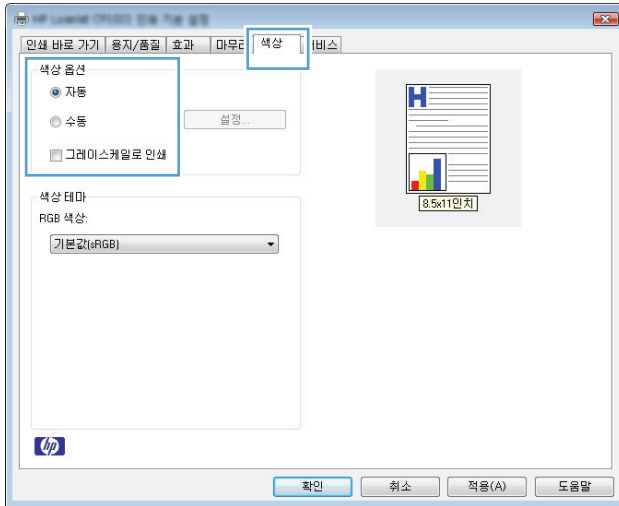 인쇄 바로 가기 용지/품질 효과 마무리 색상 비스
색상 옵션
자동
수동
설정...
그레이스케일로 인쇄
H
8.5x11인치
색상 테마
RGB 색상:
기본값(sRGB)
hp
확인 취소 적용(A) 도움말